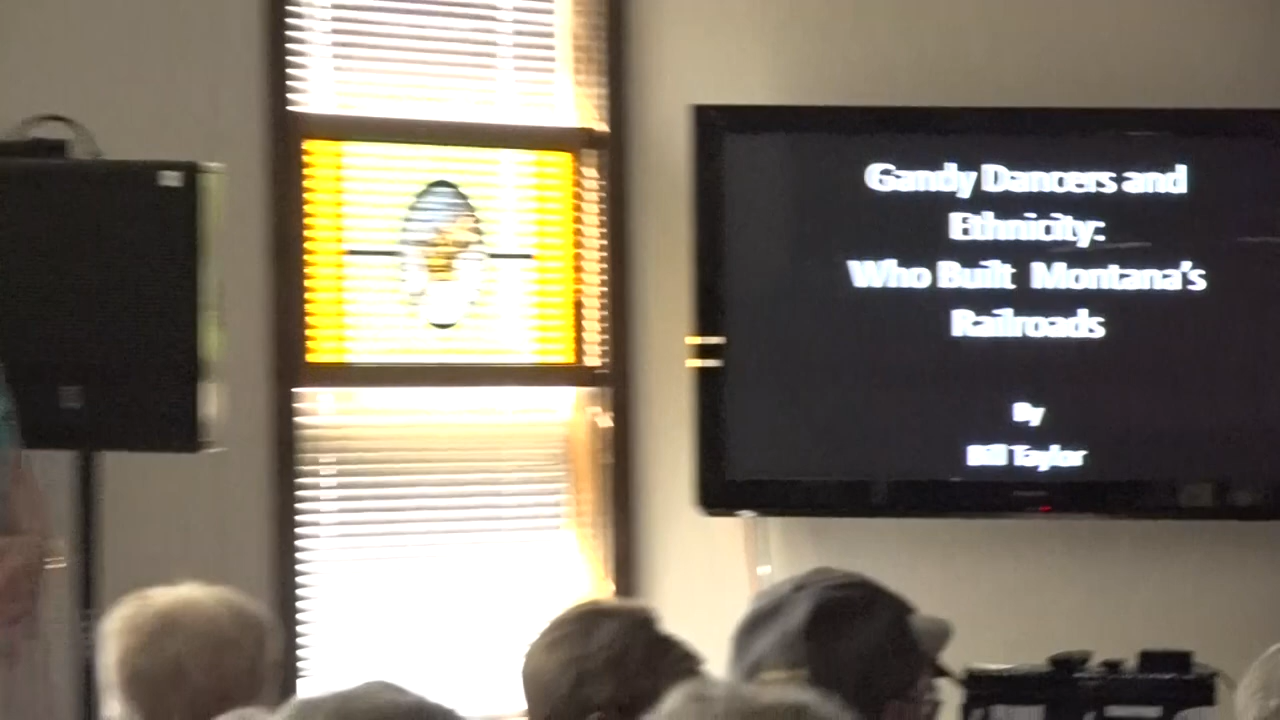 Gandy Dancers and
Ethnicity:
Who Built Montana's
Railroads
By
Bill Taylor